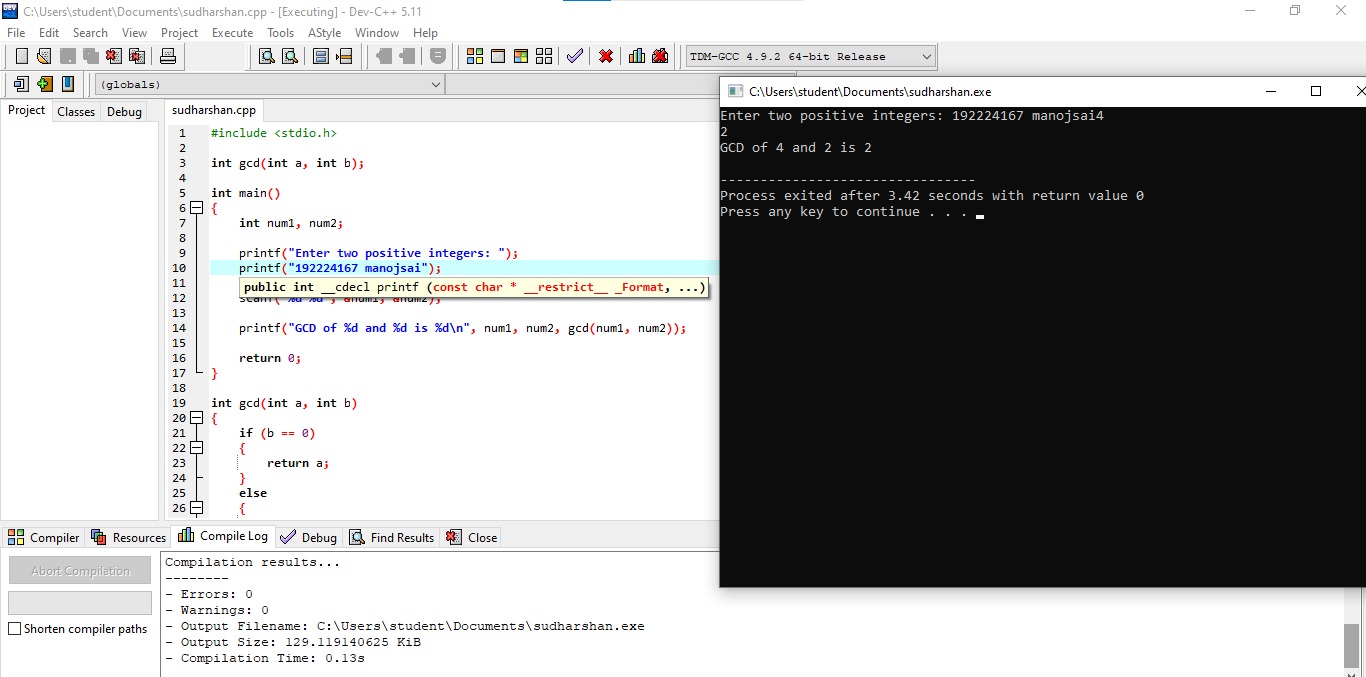 C:\Users\student\Documents\sudharshan.cpp - [Executing] - Dev-C++ 5.11
File Edit Search View Project Execute Tools AStyle Window Help
TDM-GCC 4.9.2 64-bit Release
(globals)
Project Classes Debug
sudharshan.cpp
1 #include <stdio.h>
2
3 int gcd(int a, int b);
4
5 int main()
6 {
7 int num1, num2;
8
9 printf("Enter two positive integers: ");
10 printf("192224167 manojsai");
11 public int __cdecl printf (const char * __restrict__ _Format, ...)
12 scanf("%d %d", &num1, &num2);
13
14 printf("GCD of %d and %d is %d\n", num1, num2, gcd(num1, num2));
15
16 return 0;
17 }
18
19 int gcd(int a, int b)
20 {
21 if (b == 0)
22 {
23 return a;
24 }
25 else
26 {
C:\Users\student\Documents\sudharshan.exe
Enter two positive integers: 192224167 manojsai4
2
GCD of 4 and 2 is 2
--------------------------------
Process exited after 3.42 seconds with return value 0
Press any key to continue . . .
Compiler Resources Compile Log Debug Find Results Close
Abort Compilation
Shorten compiler paths
Compilation results...
--------
- Errors: 0
- Warnings: 0
- Output Filename: C:\Users\student\Documents\sudharshan.exe
- Output Size: 129.119140625 KiB
- Compilation Time: 0.13s